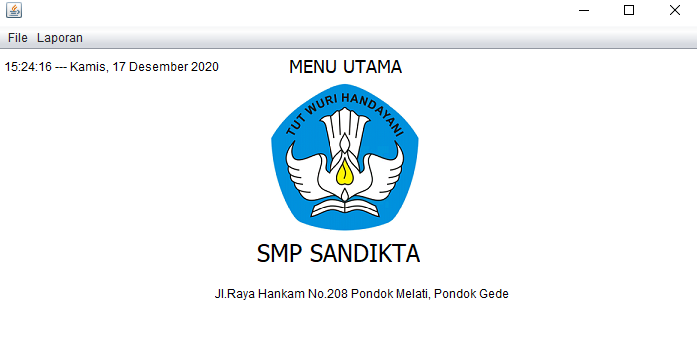 File Laporan
15:24:16 --- Kamis, 17 Desember 2020
MENU UTAMA
TUT WURI HANDAYANI
SMP SANDIKTA
Jl.Raya Hankam No.208 Pondok Melati, Pondok Gede